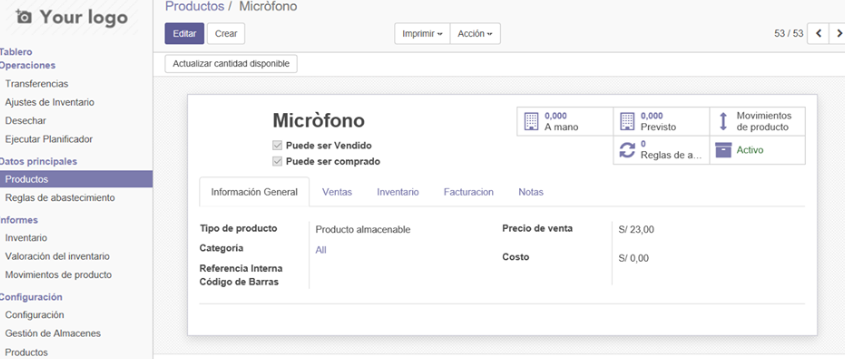 Your logo
Productos / Micròfono
Editar
Crear
Imprimir
Acción
53 / 53
Actualizar cantidad disponible
Tablero
Operaciones
Transferencias
Ajustes de Inventario
Desechar
Ejecutar Planificador
Datos principales
Productos
Reglas de abastecimiento
Informes
Inventario
Valoración del inventario
Movimientos de producto
Configuración
Configuración
Gestión de Almacenes
Productos
Micròfono
Puede ser Vendido
Puede ser comprado
0,000
A mano
0,000
Previsto
Movimientos
de producto
0
Reglas de a...
Activo
Información General
Ventas
Inventario
Facturacion
Notas
Tipo de producto
Producto almacenable
Categoría
All
Referencia Interna
Código de Barras
Precio de venta
S/ 23,00
Costo
S/ 0,00